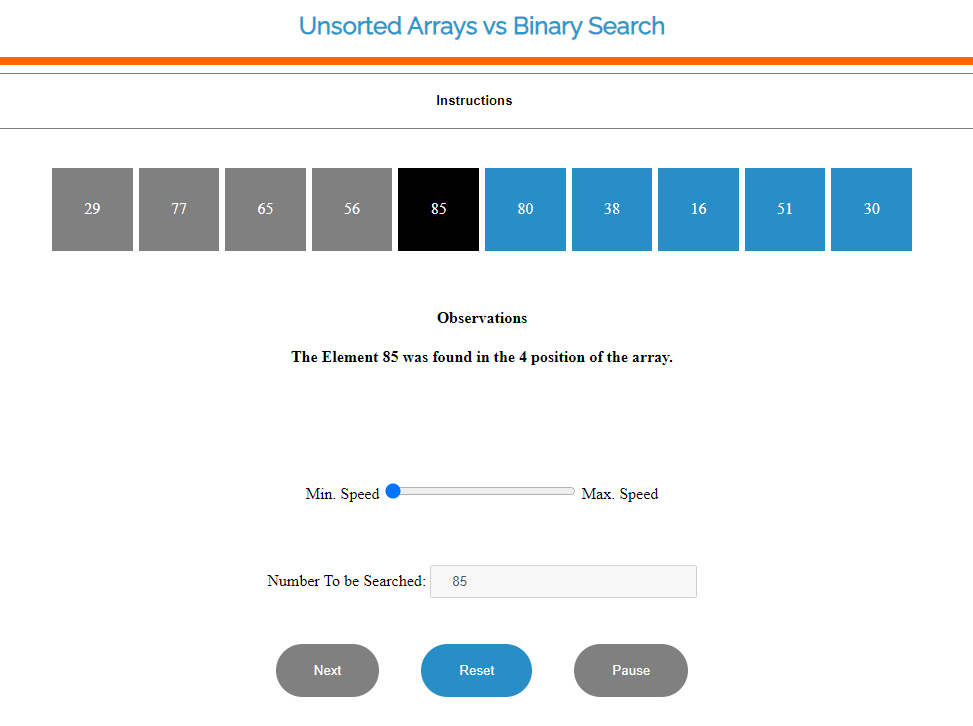 Unsorted Arrays vs Binary Search
Instructions
29 77 65 56 85 80 38 16 51 30
Observations
The Element 85 was found in the 4 position of the array.
Min. Speed Max. Speed
Number To be Searched: 85
Next Reset Pause